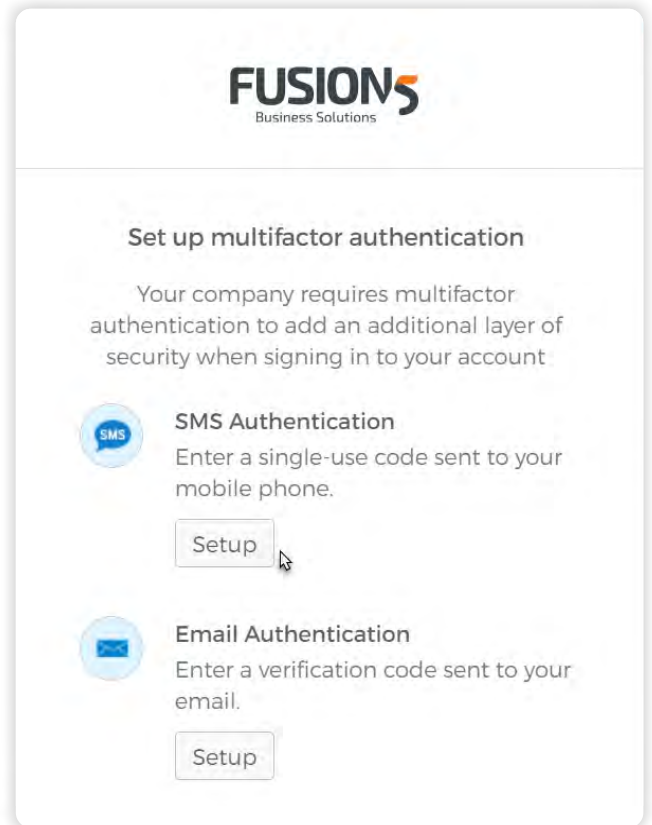 FUSION5
Business Solutions
Set up multifactor authentication
Your company requires multifactor
authentication to add an additional layer of
security when signing in to your account
SMS
SMS Authentication
Enter a single-use code sent to your
mobile phone.
Setup
Email Authentication
Enter a verification code sent to your
email.
Setup